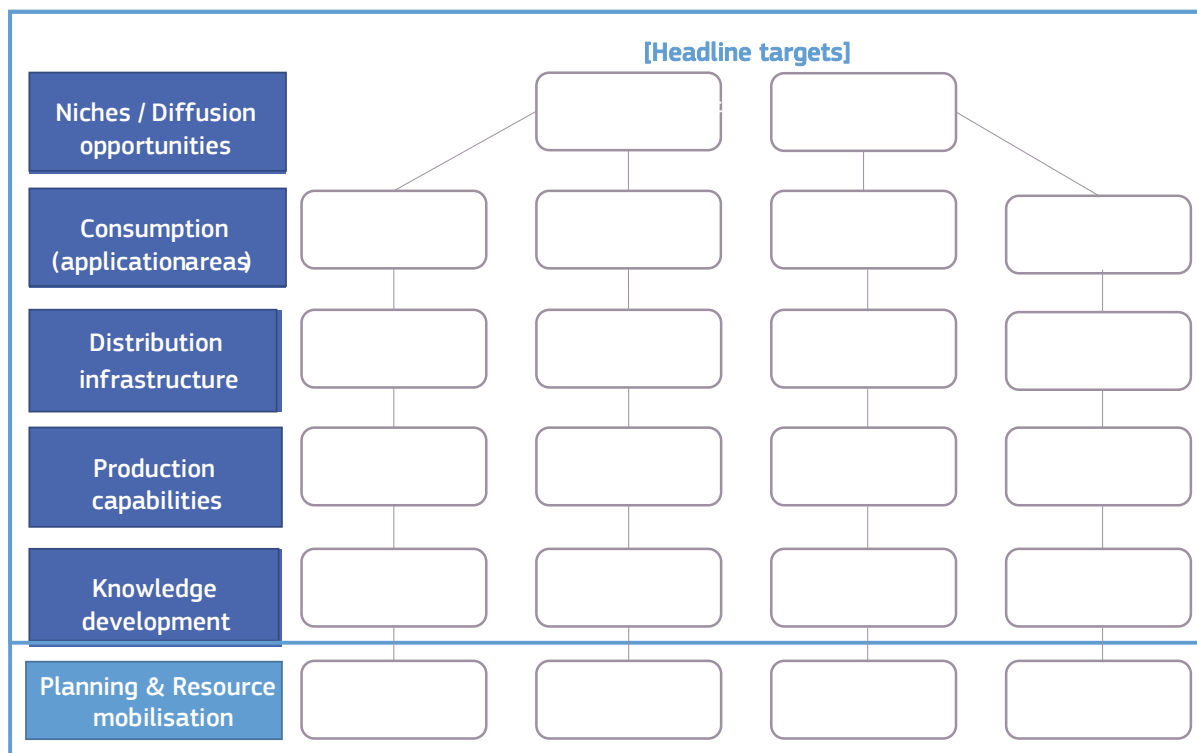 [Headline targets]
Niches / Diffusion
opportunities
Consumption
(applicationareas)
Distribution
infrastructure
Production
capabilities
Knowledge
development
Planning & Resource
mobilisation